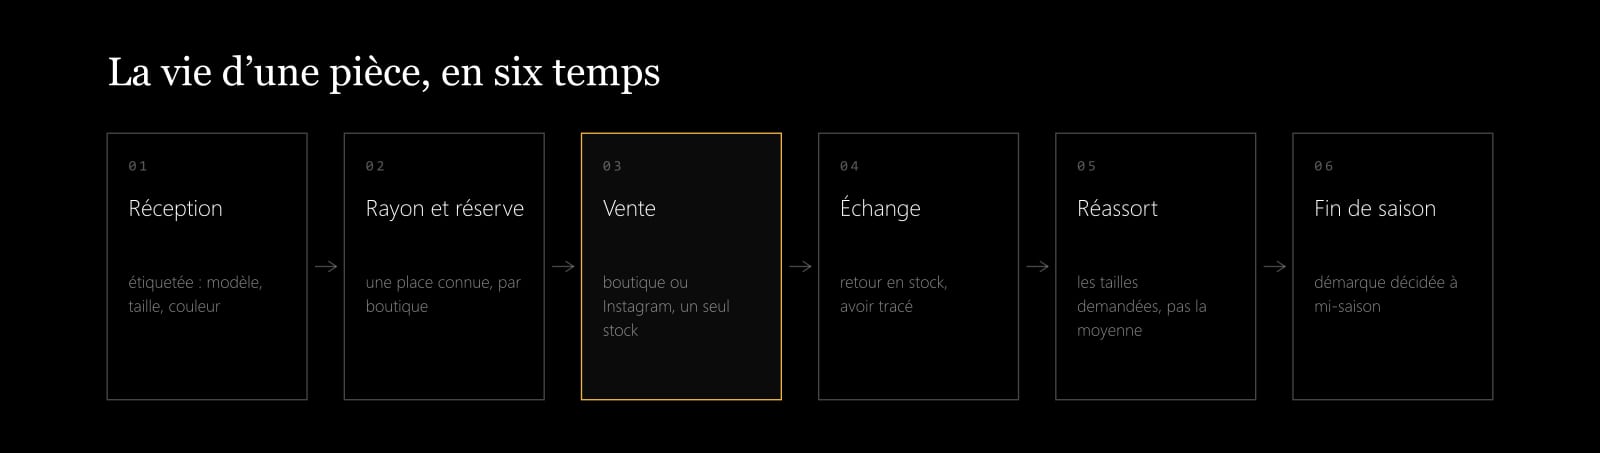 La vie d’une pièce, en six temps
01
Réception
étiquetée : modèle,
taille, couleur
02
Rayon et réserve
une place connue, par
boutique
03
Vente
boutique ou
Instagram, un seul
stock
04
Échange
retour en stock,
avoir tracé
05
Réassort
les tailles
demandées, pas la
moyenne
06
Fin de saison
démarque décidée à
mi-saison